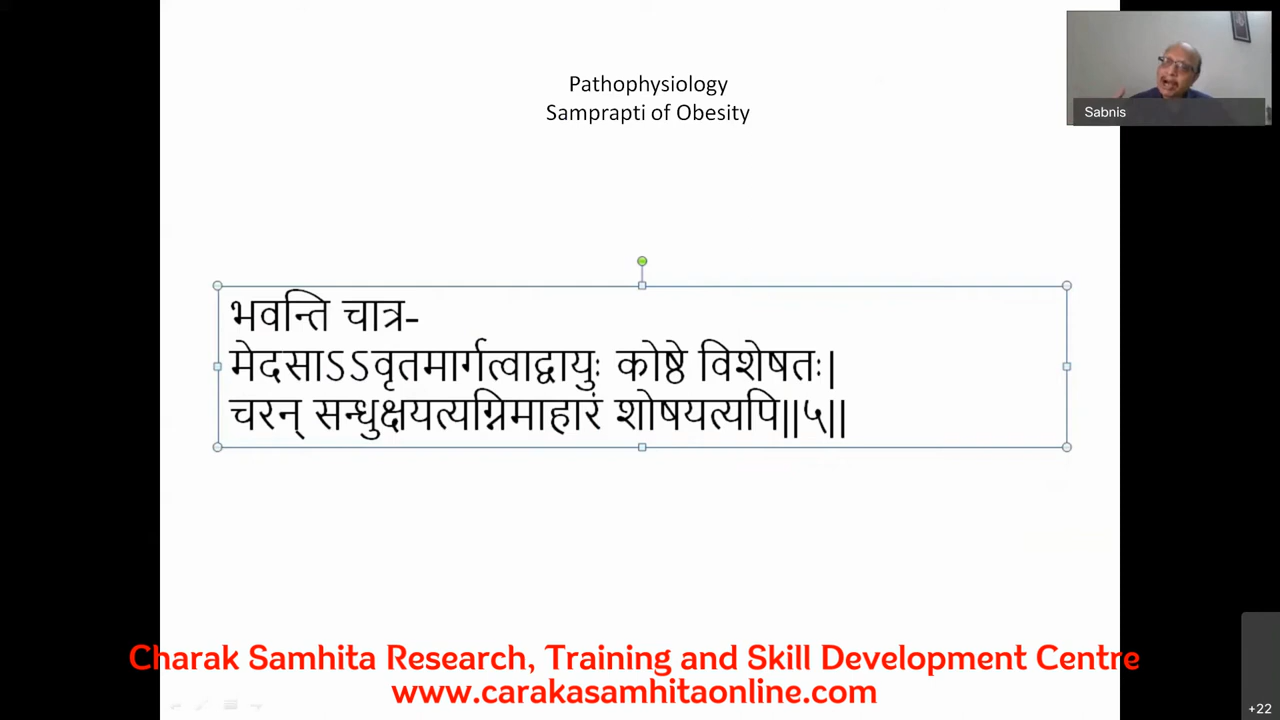 Pathophysiology
Samprapti of Obesity
Sabnis
भवन्ति चात्र-
मेदसाऽऽवृतमार्गत्वाद्वायुः कोष्ठे विशेषतः|
चरन् सन्धुक्षयत्यग्निमाहारं शोषयत्यपि||५||
Charak Samhita Research, Training and Skill Development Centre
www.carakasamhitaonline.com
+22